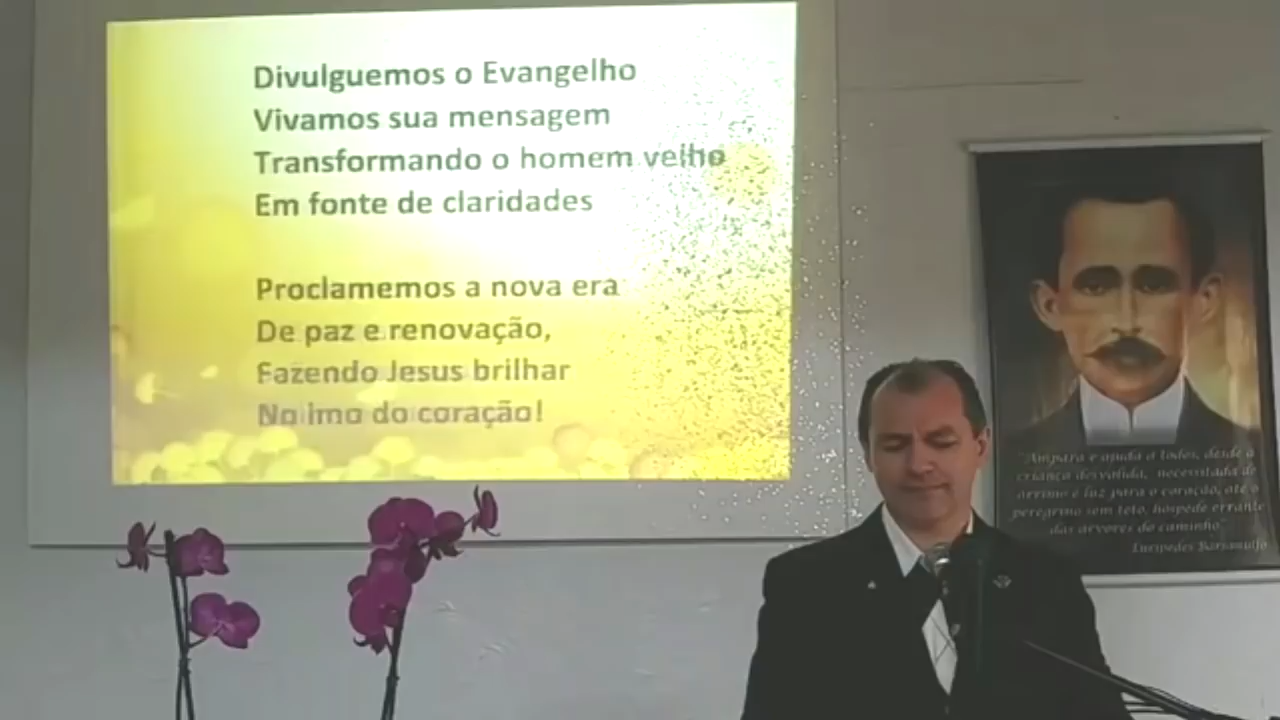 Divulguemos o Evangelho
Vivamos sua mensagem
Transformando o homem velho
Em fonte de claridades
Proclamemos a nova era
De paz e renovação,
Fazendo Jesus brilhar
No imo do coração!
"Ampara e ajuda a todos, desde a
criança desvalida, necessitada de
arrimo e luz para o coração, até o
peregrino sem teto, hóspede errante
das arvores do caminho"
Eurípedes Barsanulfo